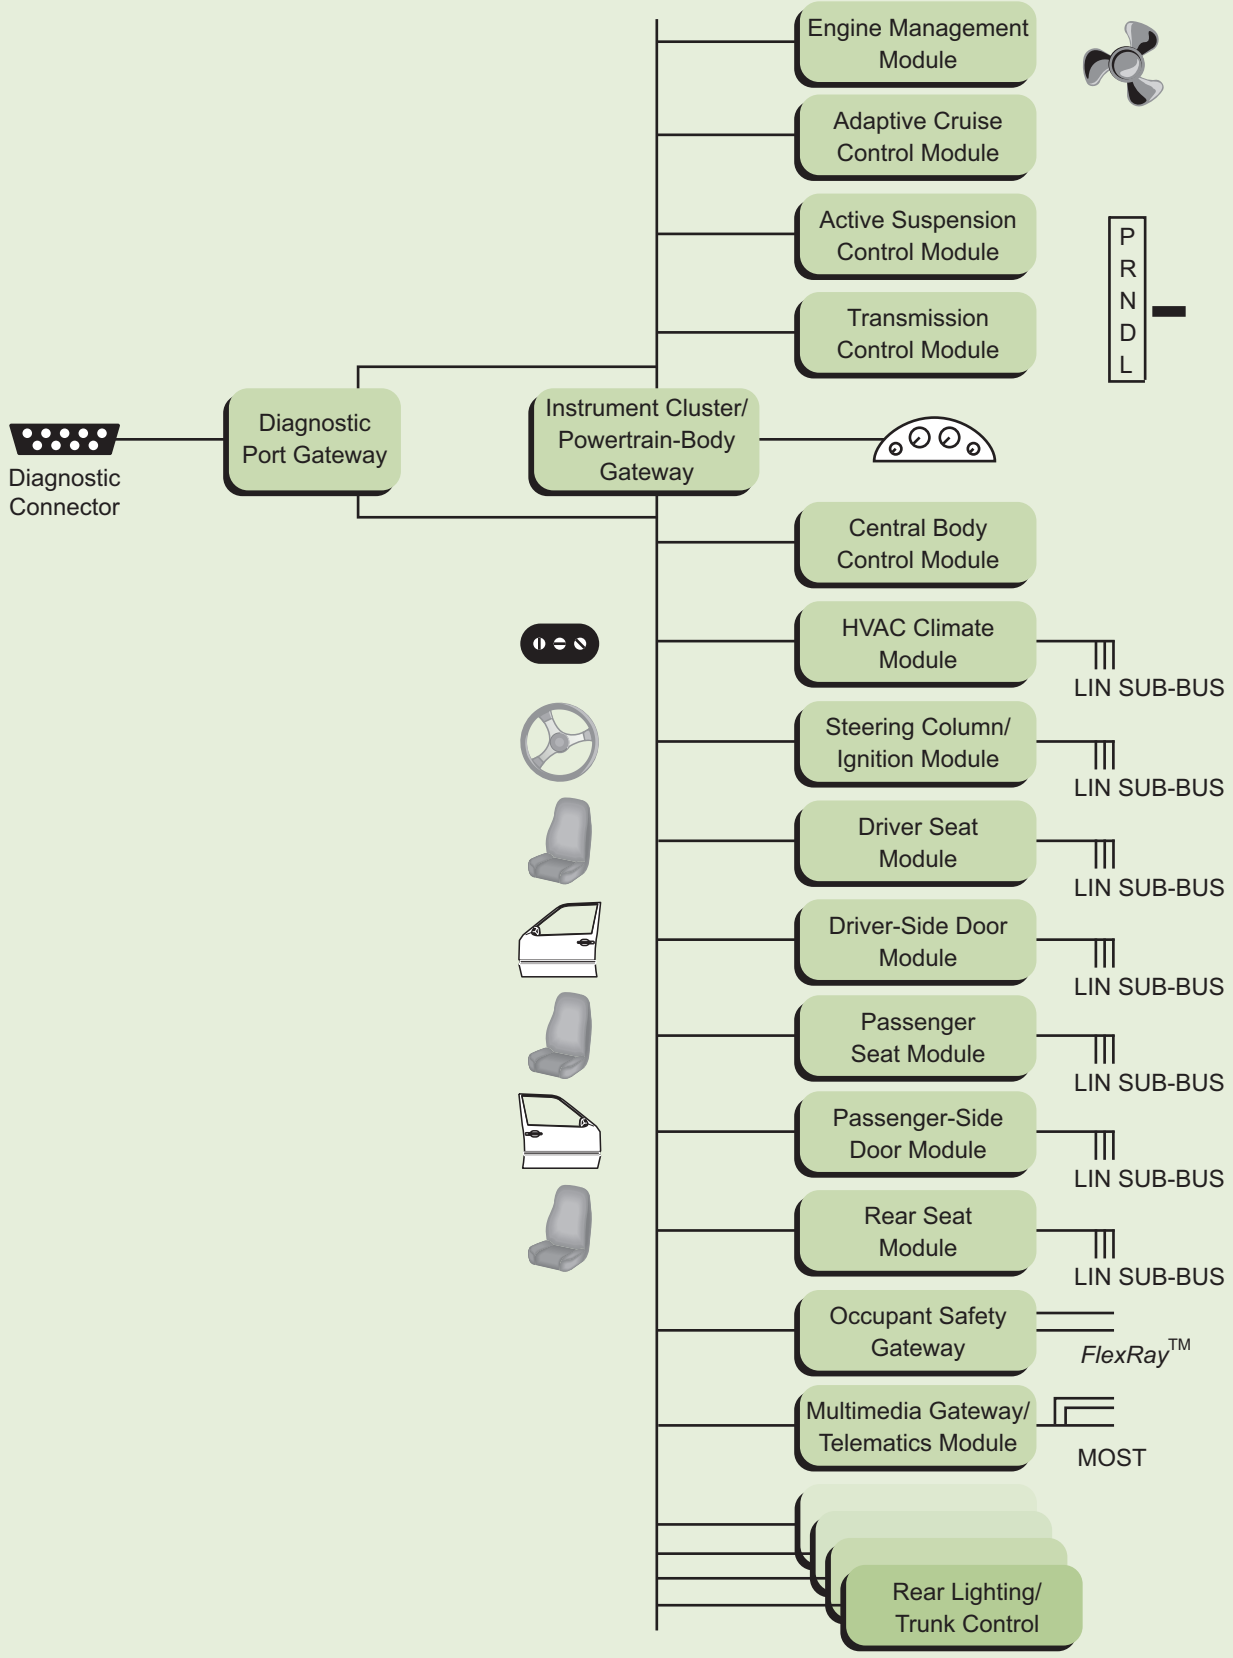 Engine Management
Module
Adaptive Cruise
Control Module
Active Suspension
Control Module
P
R
N
D
L
Transmission
Control Module
Diagnostic
Port Gateway
Instrument Cluster/
Powertrain-Body
Gateway
Diagnostic
Connector
Central Body
Control Module
HVAC Climate
Module
LIN SUB-BUS
Steering Column/
Ignition Module
LIN SUB-BUS
Driver Seat
Module
LIN SUB-BUS
Driver-Side Door
Module
LIN SUB-BUS
Passenger
Seat Module
LIN SUB-BUS
Passenger-Side
Door Module
LIN SUB-BUS
Rear Seat
Module
LIN SUB-BUS
Occupant Safety
Gateway
FlexRay™
Multimedia Gateway/
Telematics Module
MOST
Rear Lighting/
Trunk Control